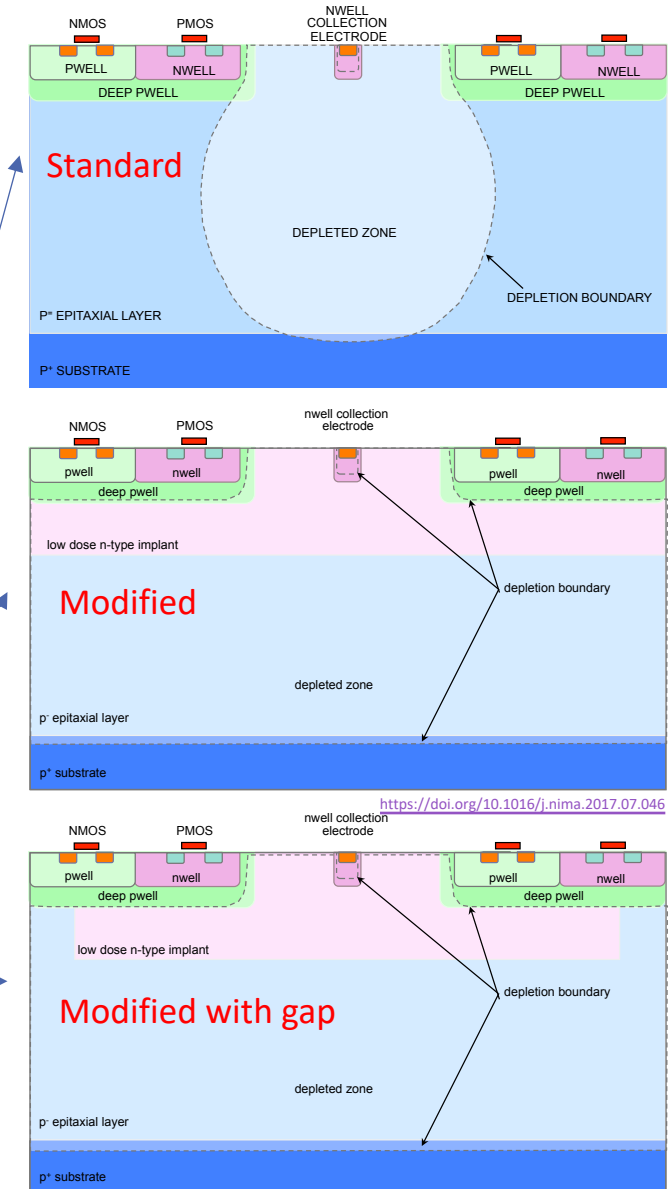 NWELL
COLLECTION
ELECTRODE
NMOS PMOS
PWELL NWELL PWELL NWELL
DEEP PWELL DEEP PWELL
Standard
DEPLETED ZONE
DEPLETION BOUNDARY
P⁼ EPITAXIAL LAYER
P⁺ SUBSTRATE
nwell collection
electrode
NMOS PMOS
pwell nwell pwell nwell
deep pwell deep pwell
low dose n-type implant
depletion boundary
Modified
depleted zone
p⁻ epitaxial layer
p⁺ substrate
https://doi.org/10.1016/j.nima.2017.07.046
nwell collection
electrode
NMOS PMOS
pwell nwell pwell nwell
deep pwell deep pwell
low dose n-type implant
depletion boundary
Modified with gap
depleted zone
p⁻ epitaxial layer
p⁺ substrate